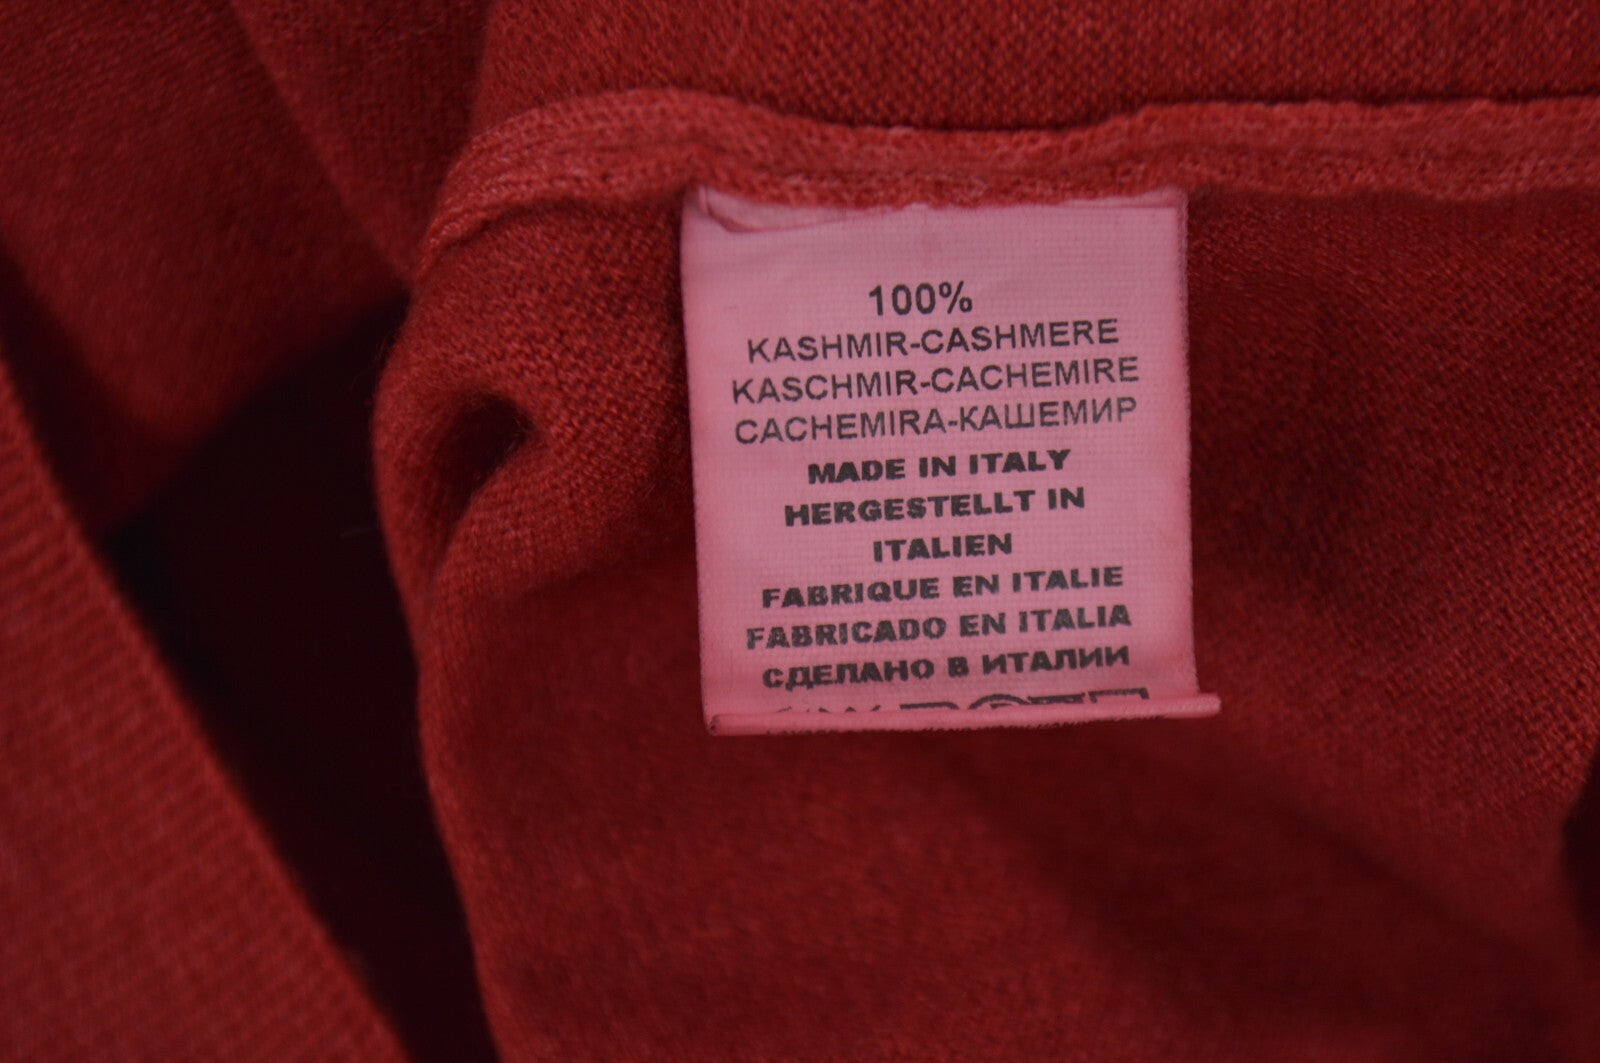 100%
KASHMIR-CASHMERE
KASCHMIR-CACHEMIRE
CACHEMIRA-КАШЕМИР
MADE IN ITALY
HERGESTELLT IN
ITALIEN
FABRIQUE EN ITALIE
FABRICADO EN ITALIA
СДЕЛАНО В ИТАЛИИ